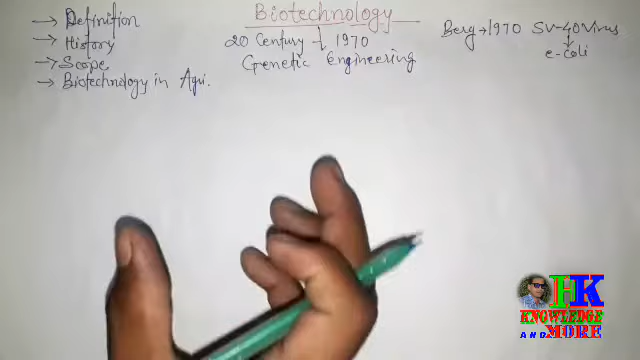 Biotechnology
→ Definition
→ History
→ Scope
→ Biotechnology in Agri.
20 Century - 1970
Genetic Engineering
Berg → 1970 SV-40 Virus
e-coli
HK
KNOWLEDGE
AND MORE